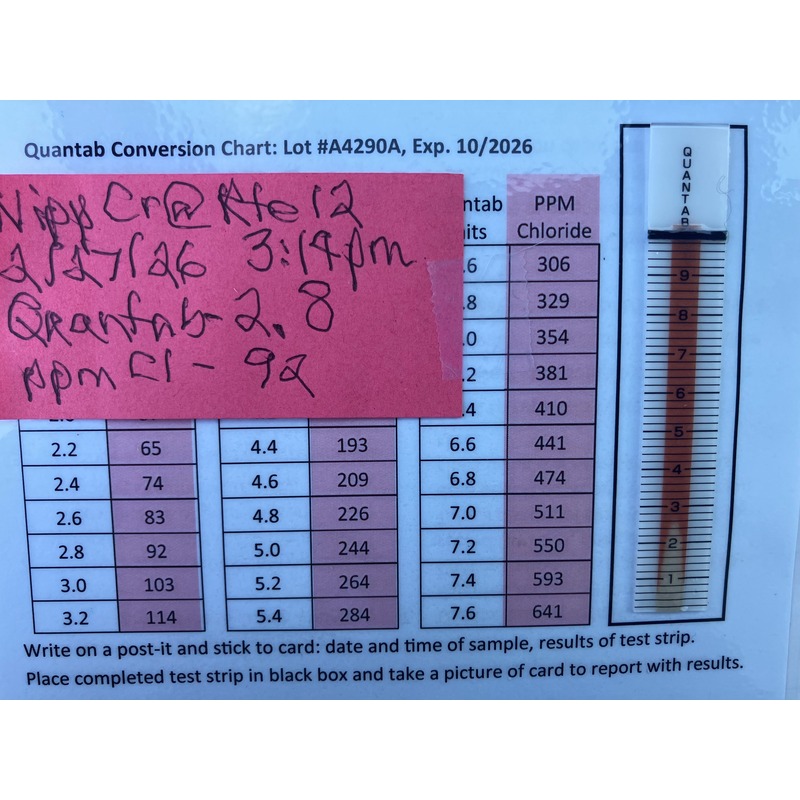 Quantab Conversion Chart: Lot #A4290A, Exp. 10/2026
Nipp Cr@ Rte 12
2/27/26 3:14pm
Quantab-2.8
ppm Cl - 92
ntab PPM
its Chloride
.6 306
.8 329
.0 354
.2 381
.4 410
2.2 65 4.4 193 6.6 441
2.4 74 4.6 209 6.8 474
2.6 83 4.8 226 7.0 511
2.8 92 5.0 244 7.2 550
3.0 103 5.2 264 7.4 593
3.2 114 5.4 284 7.6 641
Write on a post-it and stick to card: date and time of sample, results of test strip.
Place completed test strip in black box and take a picture of card to report with results.
QUANTAB
9
8
7
6
5
4
3
2
1